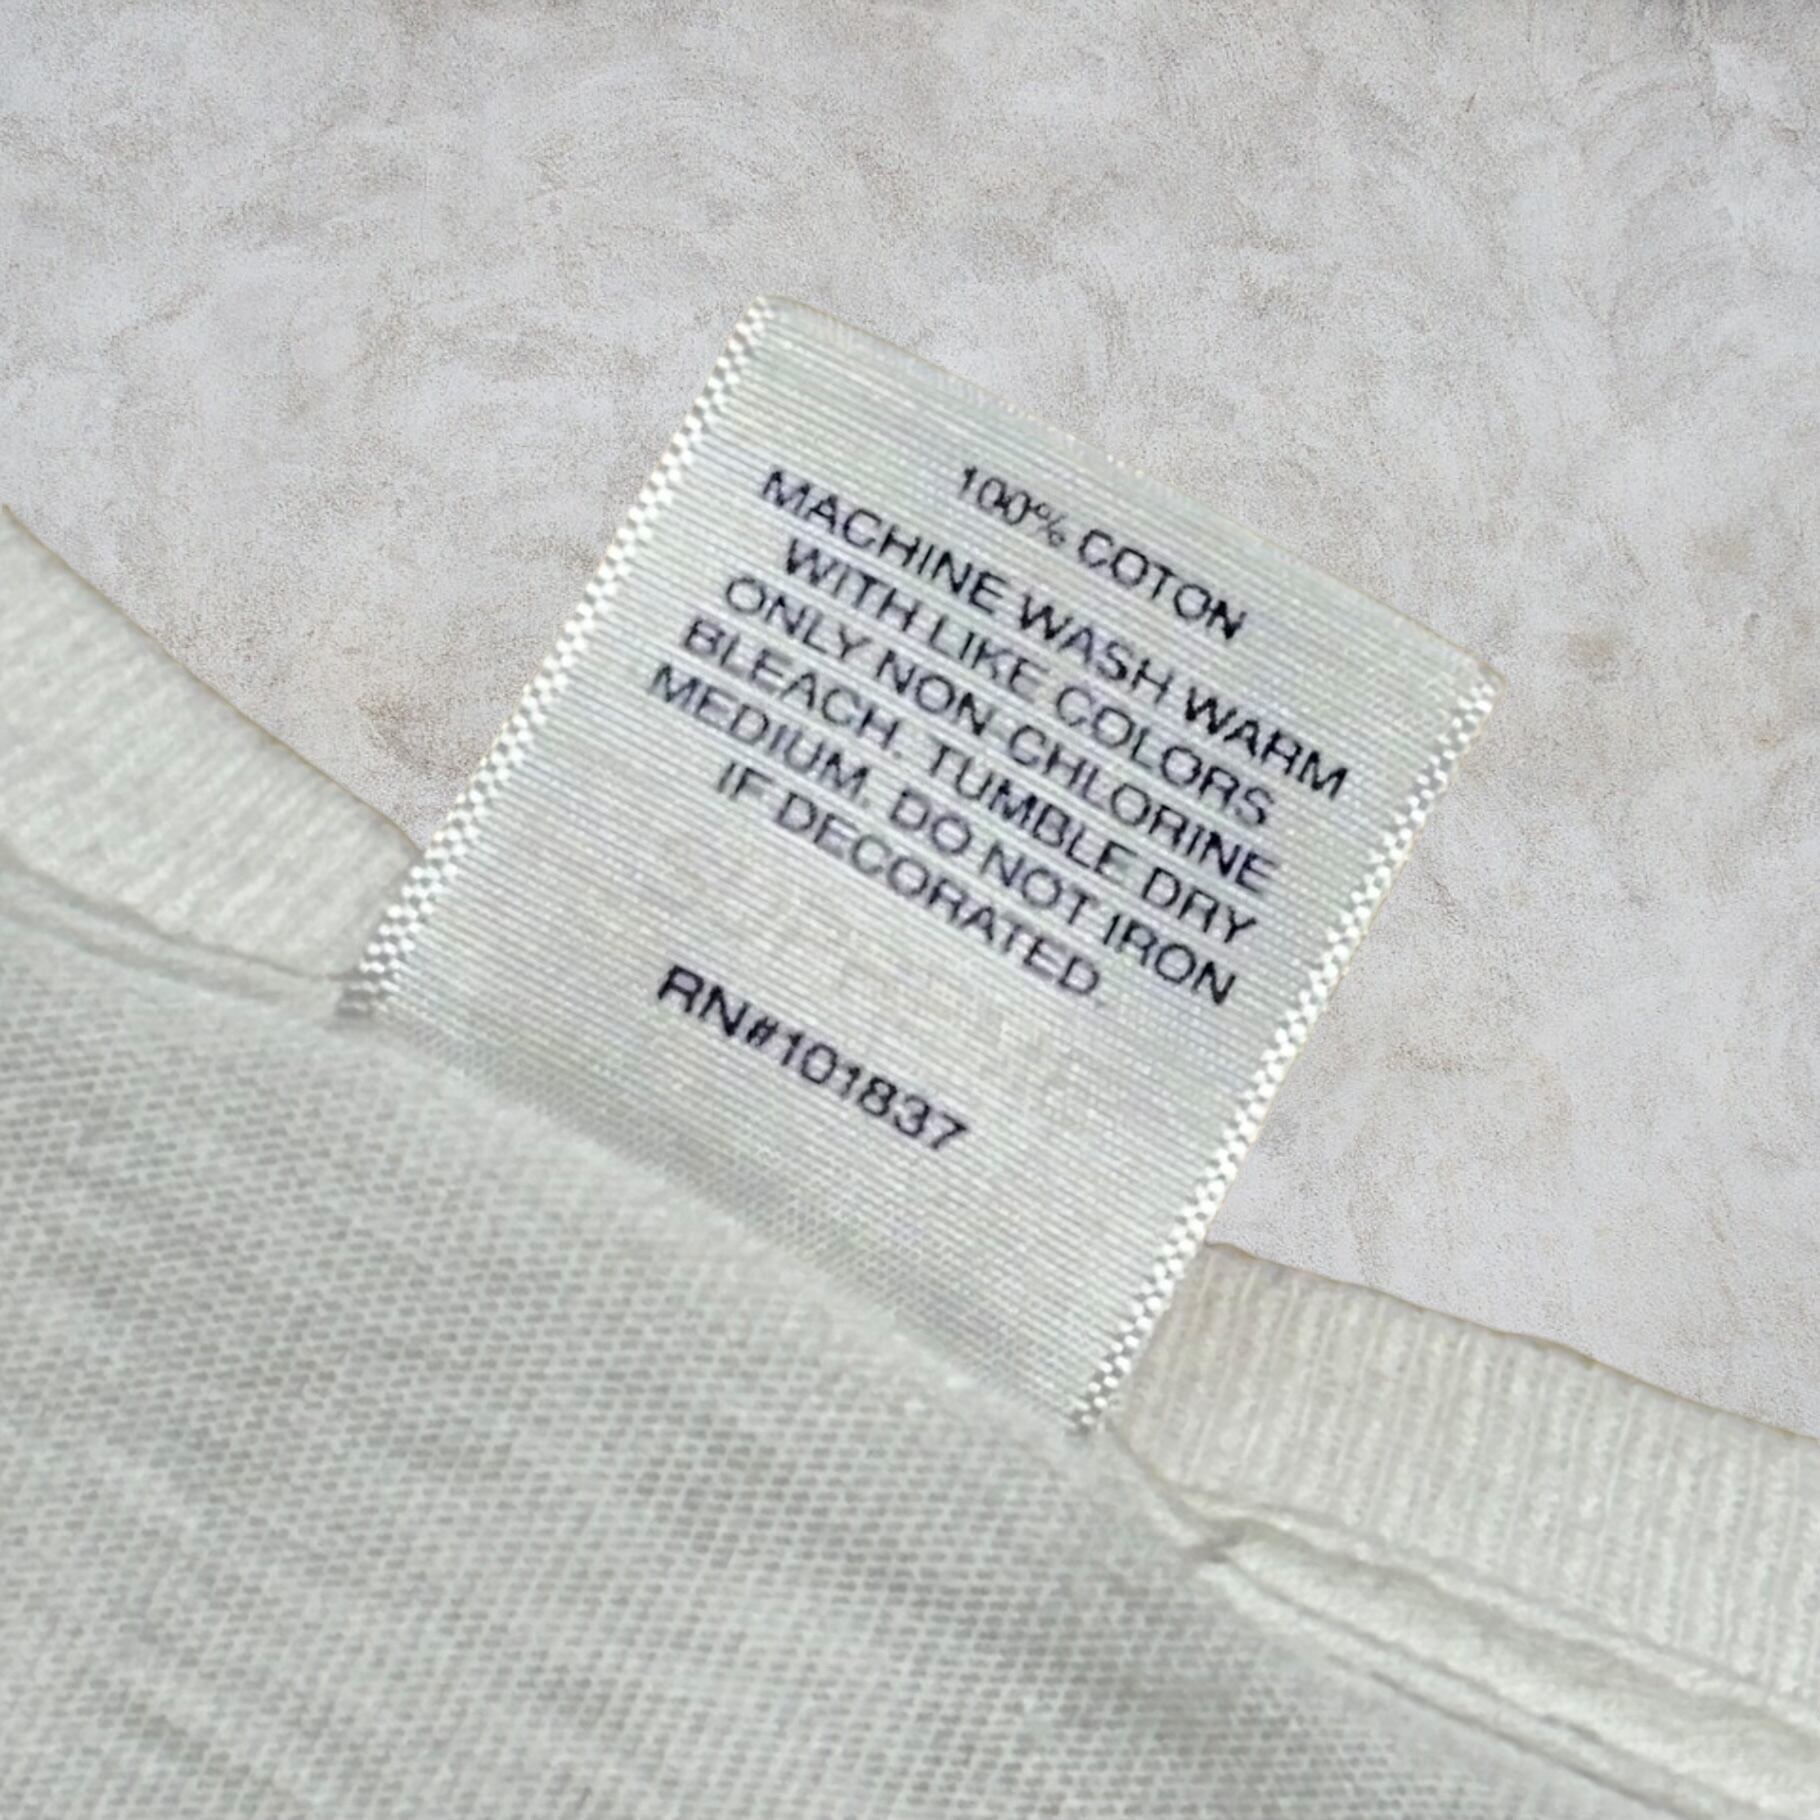 100% COTON
MACHINE WASH WARM
WITH LIKE COLORS
ONLY NON-CHLORINE
BLEACH. TUMBLE DRY
MEDIUM. DO NOT IRON
IF DECORATED.
RN#101837